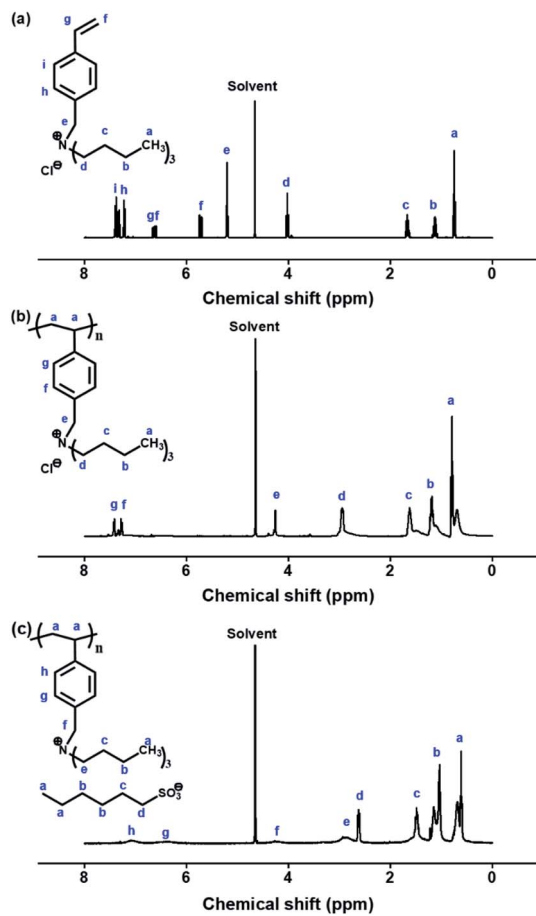 (a)
g f
i
h
e
c a
N⊕ CH₃ )₃
Cl⊖ d b
Solvent
i h gf f e d c b a
8 6 4 2 0
Chemical shift (ppm)
(b)
a a
n
g
f
e
c a
N⊕ CH₃ )₃
Cl⊖ d b
Solvent
g f e d c b a
8 6 4 2 0
Chemical shift (ppm)
(c)
a a
n
h
g
f
c a
N⊕ CH₃ )₃
e b
a b c SO₃⊖
a b d
Solvent
h g f e d c b a
8 6 4 2 0
Chemical shift (ppm)